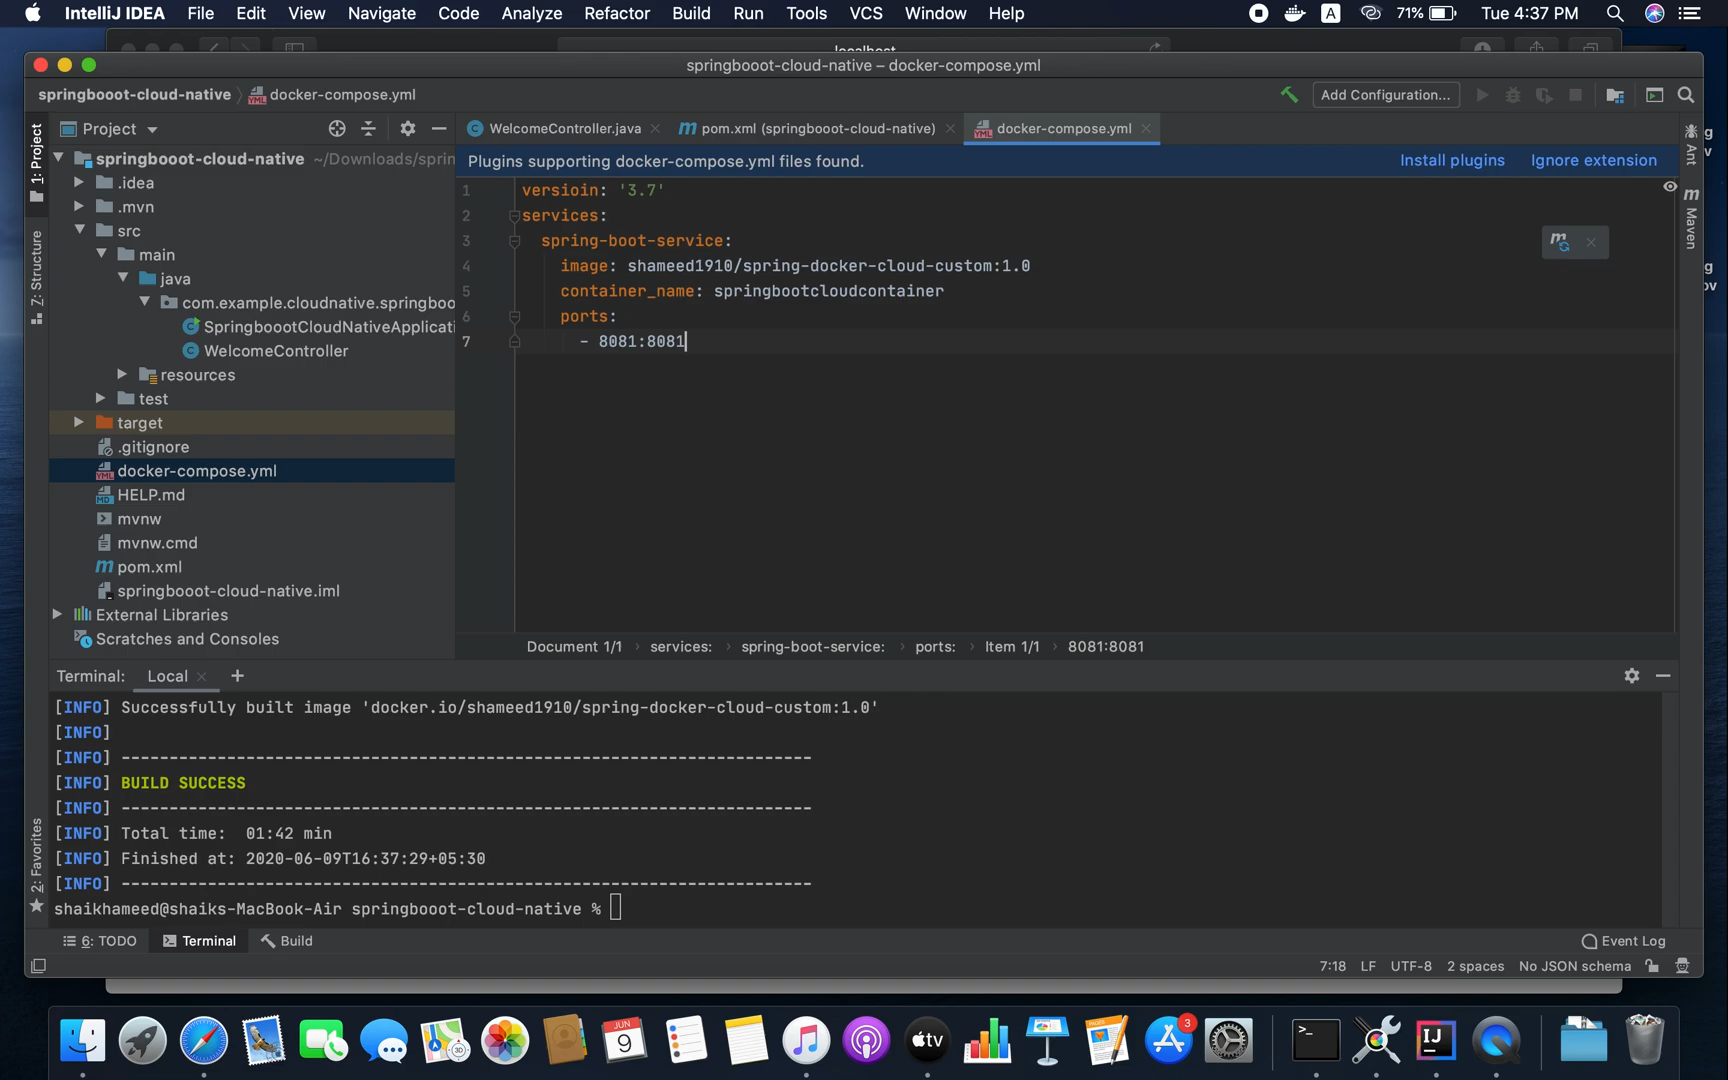 IntelliJ IDEA File Edit View Navigate Code Analyze Refactor Build Run Tools VCS Window Help A 71% Tue 4:37 PM
localhost
springbooot-cloud-native – docker-compose.yml
springbooot-cloud-native docker-compose.yml Add Configuration...
1: Project
Project
WelcomeController.java pom.xml (springbooot-cloud-native) docker-compose.yml
Ant
Plugins supporting docker-compose.yml files found. Install plugins Ignore extension
Maven
springbooot-cloud-native ~/Downloads/sprin
.idea
.mvn
src
main
java
com.example.cloudnative.springboo
SpringboootCloudNativeApplicati
WelcomeController
resources
test
target
.gitignore
docker-compose.yml
HELP.md
mvnw
mvnw.cmd
pom.xml
springbooot-cloud-native.iml
External Libraries
Scratches and Consoles
Z: Structure
1 versioin: '3.7'
2 services:
3 spring-boot-service:
4 image: shameed1910/spring-docker-cloud-custom:1.0
5 container_name: springbootcloudcontainer
6 ports:
7 - 8081:8081
Document 1/1 services: spring-boot-service: ports: Item 1/1 8081:8081
Terminal: Local +
[INFO] Successfully built image 'docker.io/shameed1910/spring-docker-cloud-custom:1.0'
[INFO]
[INFO] ------------------------------------------------------------------------
[INFO] BUILD SUCCESS
[INFO] ------------------------------------------------------------------------
[INFO] Total time:  01:42 min
[INFO] Finished at: 2020-06-09T16:37:29+05:30
[INFO] ------------------------------------------------------------------------
shaikhameed@shaiks-MacBook-Air springbooot-cloud-native %
2: Favorites
6: TODO Terminal Build Event Log
7:18 LF UTF-8 2 spaces No JSON schema
JUN
9
3D
tv
3
>_
IJ